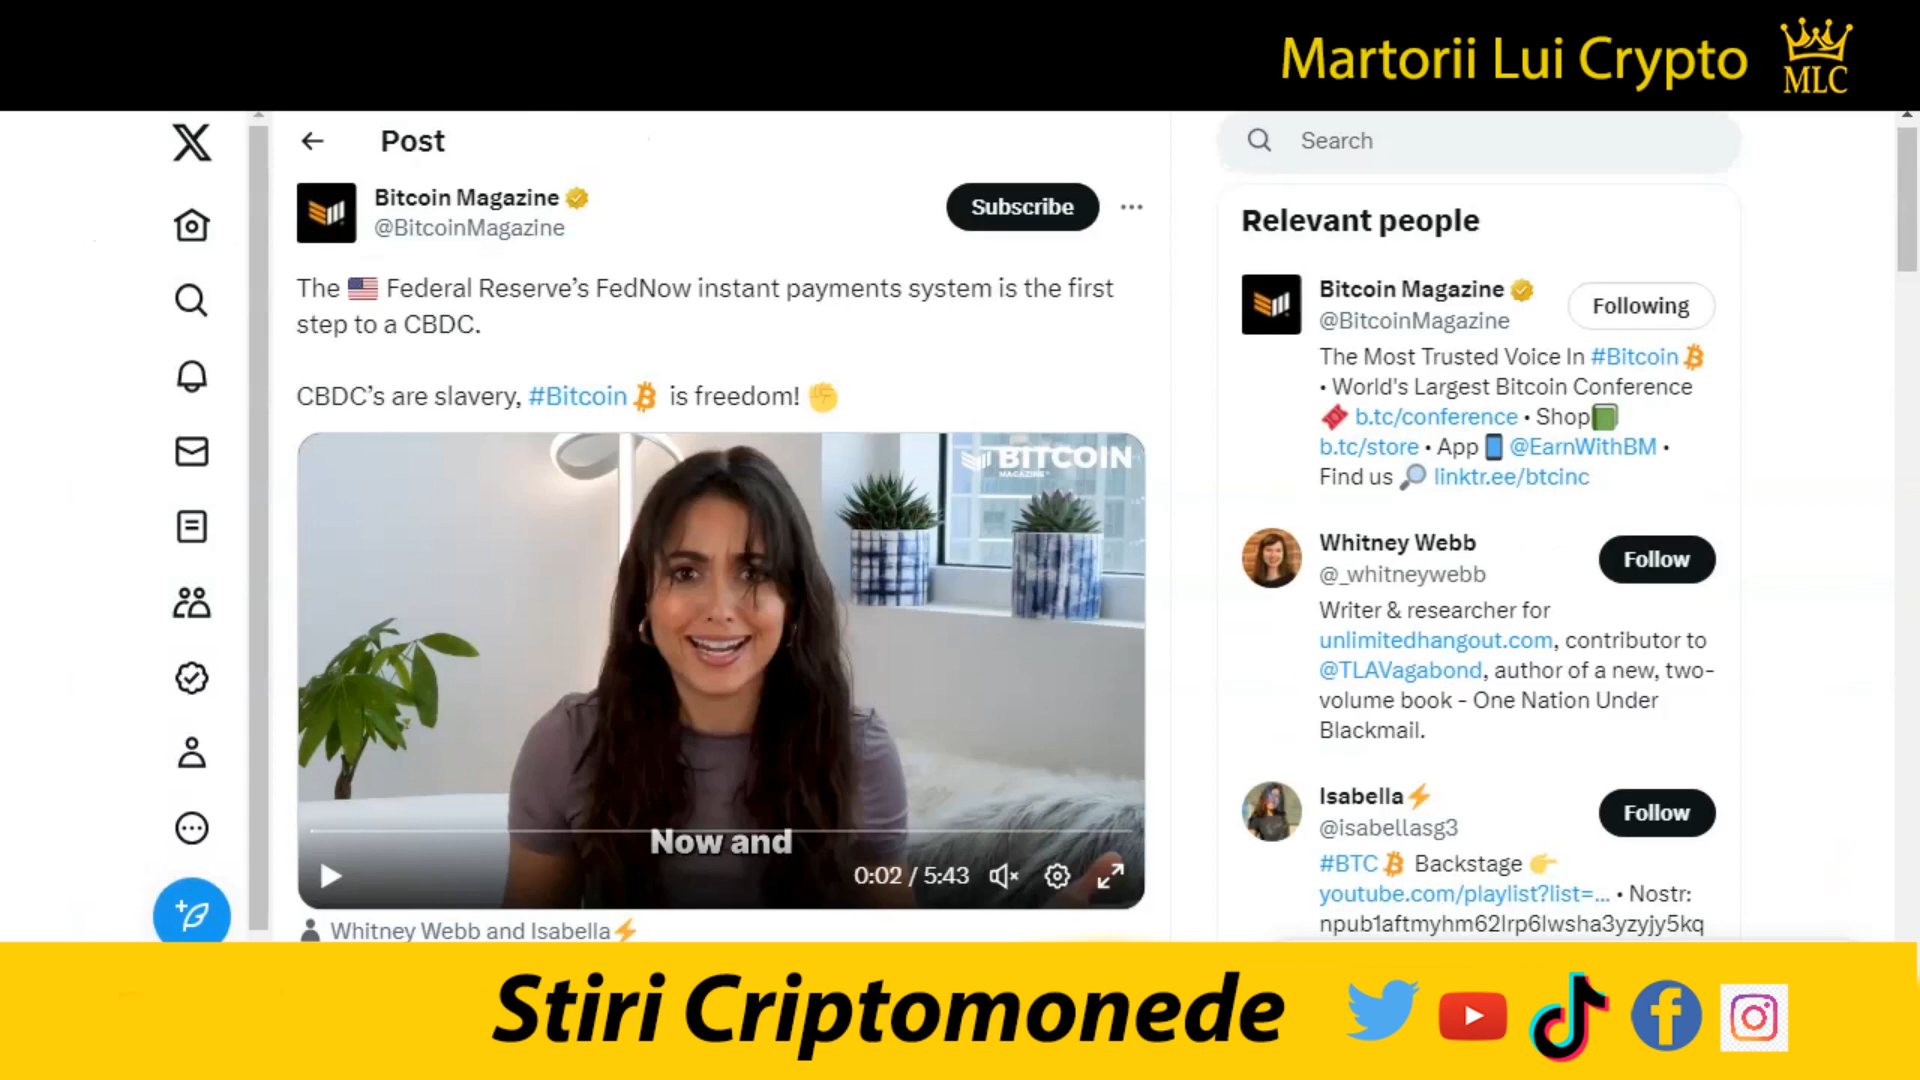 Martorii Lui Crypto
MLC
Post
Search
Bitcoin Magazine
@BitcoinMagazine
Subscribe
The 🇺🇸 Federal Reserve’s FedNow instant payments system is the first
step to a CBDC.
CBDC’s are slavery, #Bitcoin is freedom! ✊
BITCOIN
MAGAZINE
Now and
0:02 / 5:43
Whitney Webb and Isabella⚡
Relevant people
Bitcoin Magazine
@BitcoinMagazine
Following
The Most Trusted Voice In #Bitcoin
• World's Largest Bitcoin Conference
🎟️ b.tc/conference • Shop📗
b.tc/store • App 📱 @EarnWithBM •
Find us 🔎 linktr.ee/btcinc
Whitney Webb
@_whitneywebb
Follow
Writer & researcher for
unlimitedhangout.com, contributor to
@TLAVagabond, author of a new, two-
volume book - One Nation Under
Blackmail.
Isabella⚡
@isabellasg3
Follow
#BTC Backstage 👉
youtube.com/playlist?list=... • Nostr:
npub1aftmyhm62lrp6lwsha3yzyjy5kq
Stiri Criptomonede